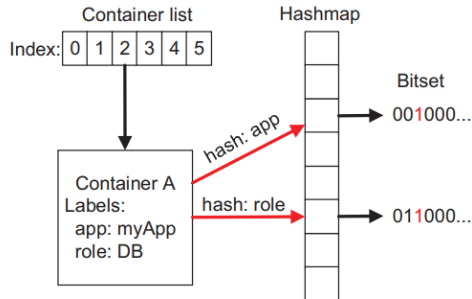 Container list
Hashmap
Index: 0 1 2 3 4 5
Bitset
hash: app
001000...
Container A
Labels:
app: myApp
role: DB
hash: role
011000...